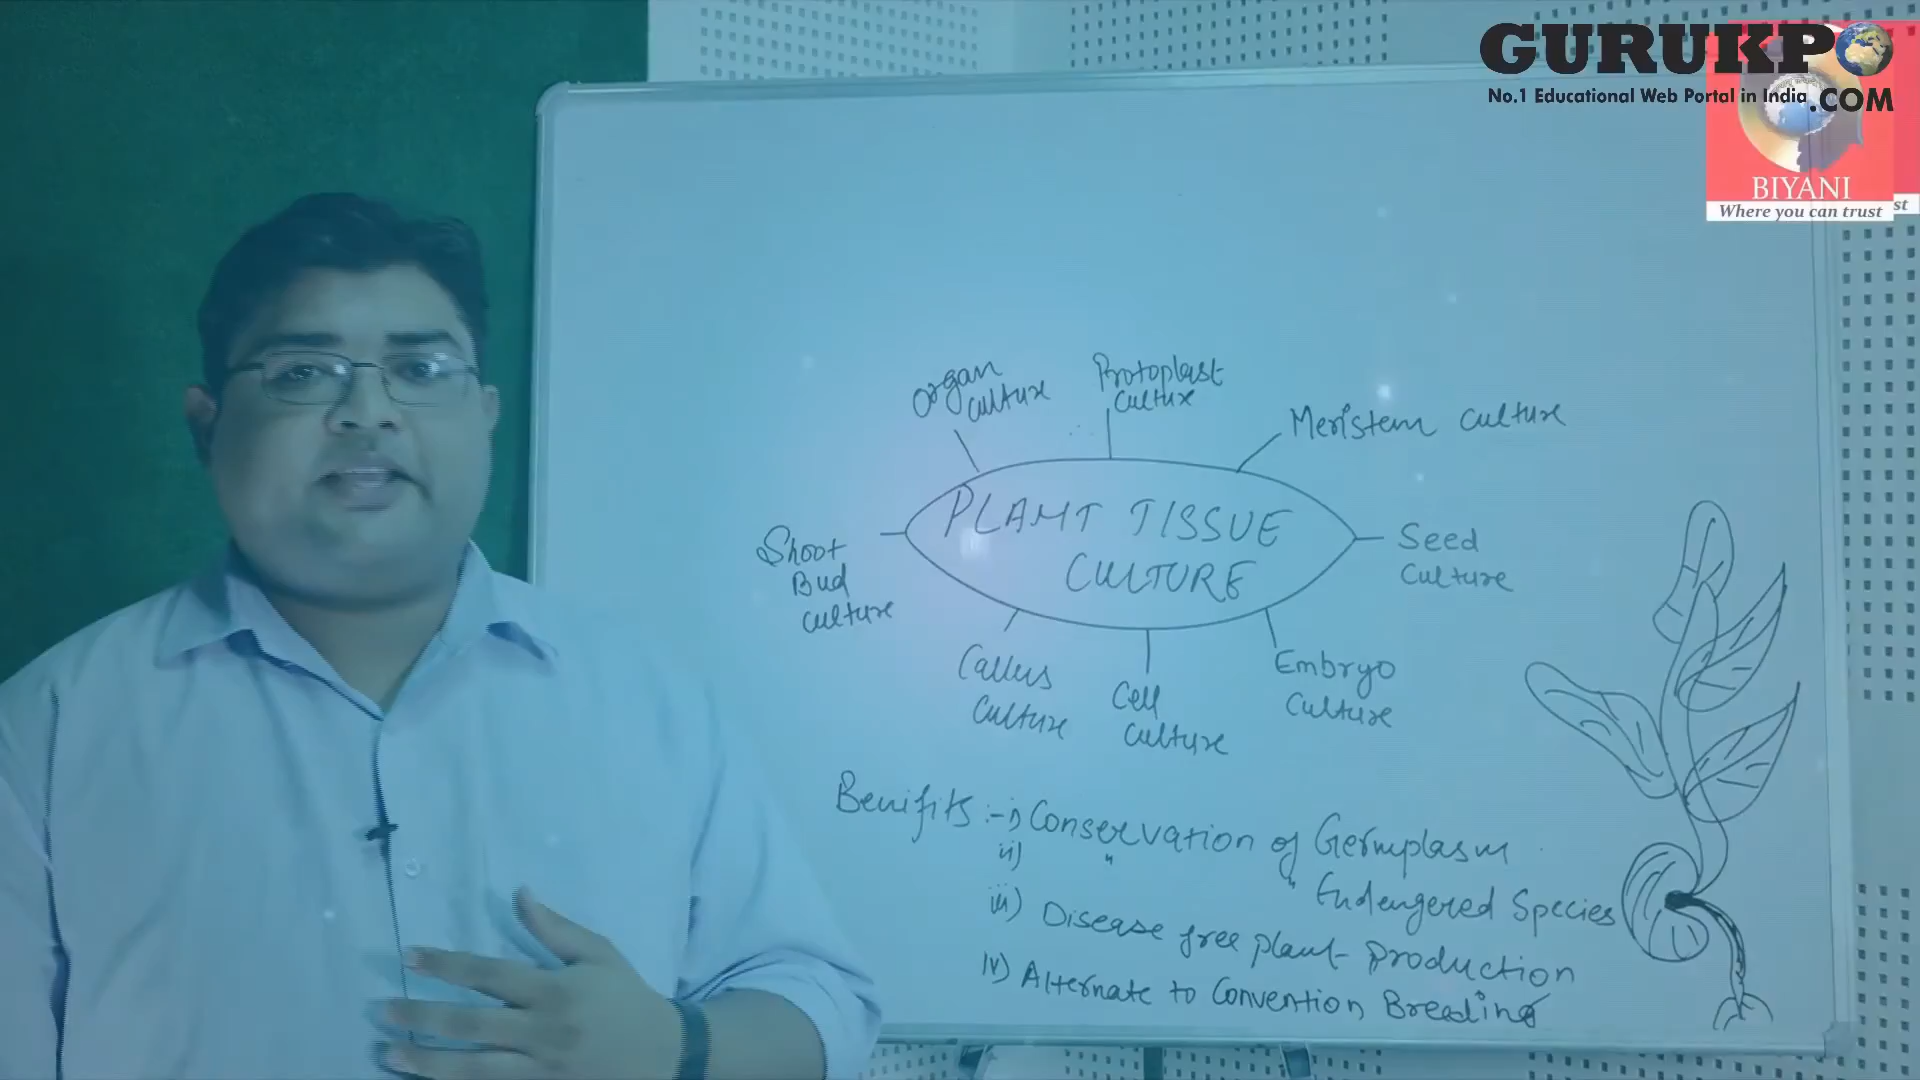 GURUKPO
No.1 Educational Web Portal in India .COM
BIYANI
Where you can trust
st
Organ
Culture
Protoplast
Culture
Meristem Culture
PLANT TISSUE
CULTURE
Shoot
Bud
Culture
Seed
Culture
Callus
Culture
Cell
Culture
Embryo
Culture
Benifits :- i) Conservation of Germplasm
ii) " " Endangered Species
iii) Disease free plant production
iv) Alternate to Convention Breeding